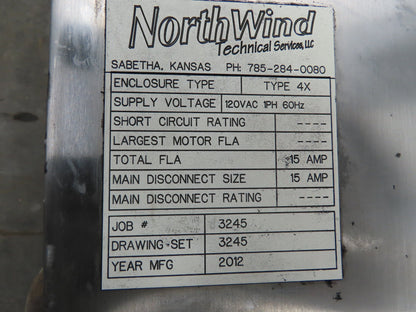 NorthWind
Technical Services, LLC
SABETHA, KANSAS PH: 785-284-0080
ENCLOSURE TYPE TYPE 4X
SUPPLY VOLTAGE 120VAC 1PH 60Hz
SHORT CIRCUIT RATING ----
LARGEST MOTOR FLA ----
TOTAL FLA 15 AMP
MAIN DISCONNECT SIZE 15 AMP
MAIN DISCONNECT RATING ----
JOB # 3245
DRAWING SET 3245
YEAR MFG 2012